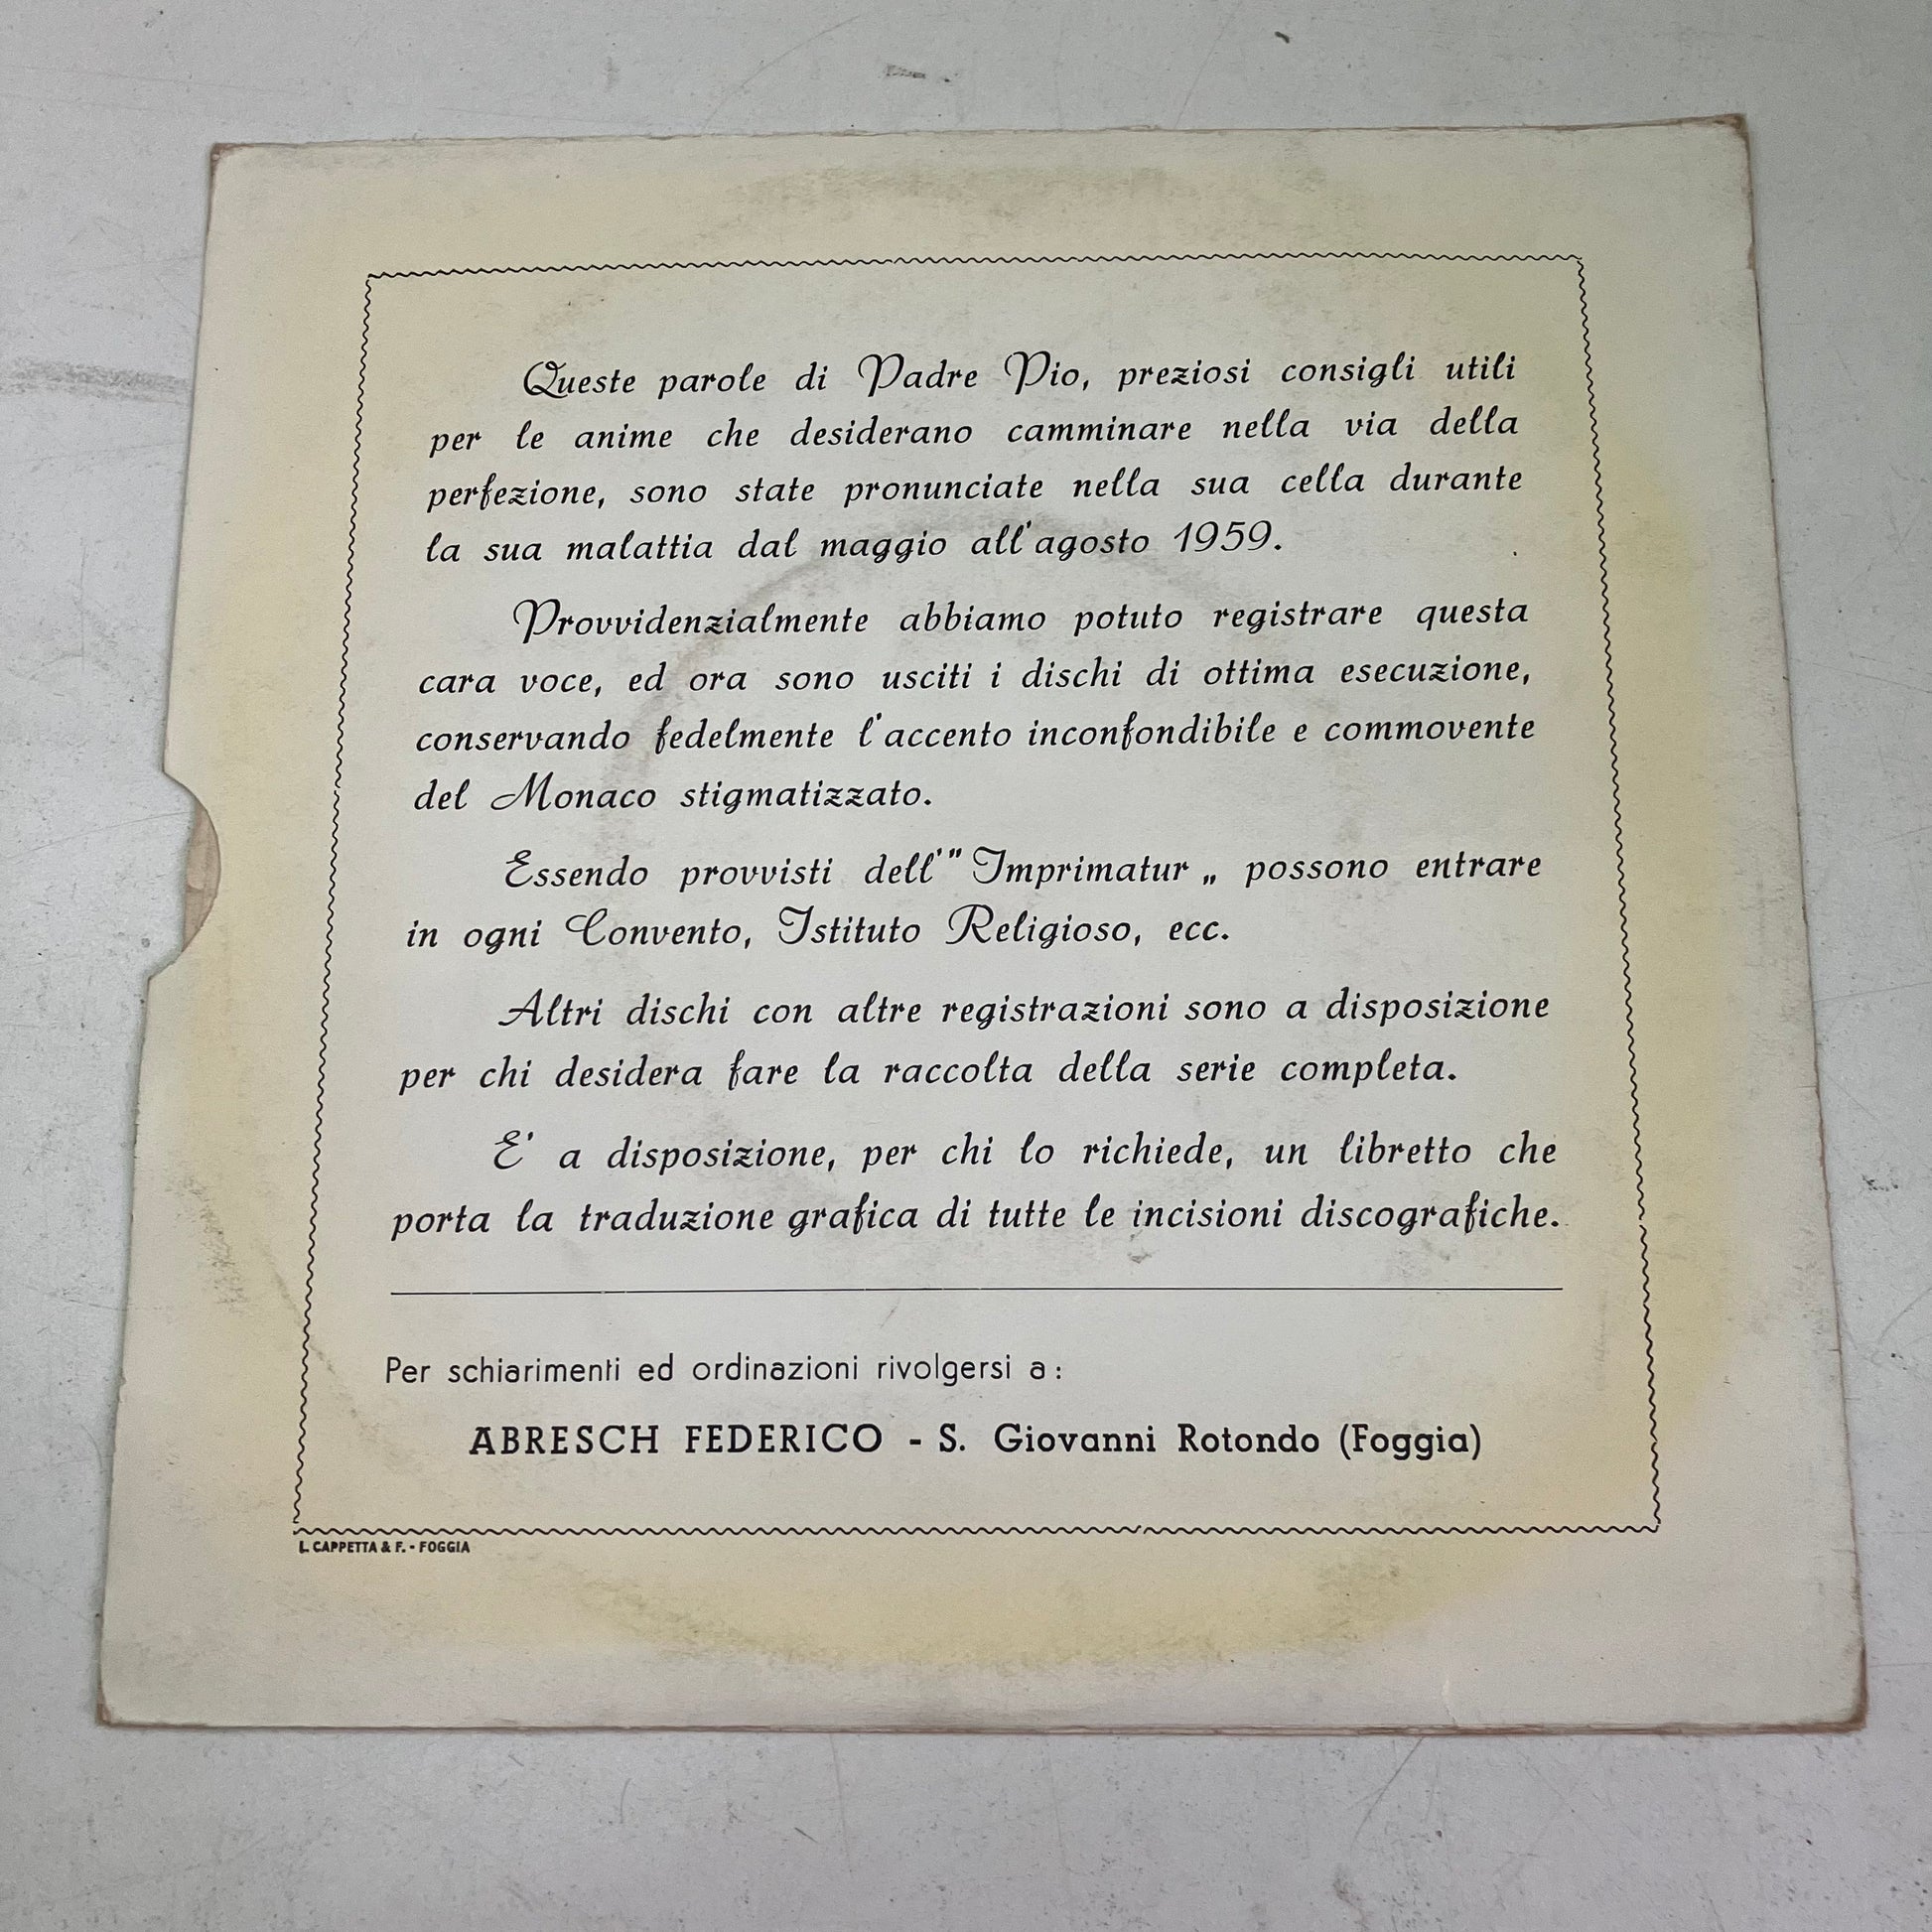 Queste parole di Padre Pio, preziosi consigli utili
per le anime che desiderano camminare nella via della
perfezione, sono state pronunciate nella sua cella durante
la sua malattia dal maggio all'agosto 1959.
Provvidenzialmente abbiamo potuto registrare questa
cara voce, ed ora sono usciti i dischi di ottima esecuzione,
conservando fedelmente l'accento inconfondibile e commovente
del Monaco stigmatizzato.
Essendo provvisti dell'"Imprimatur„ possono entrare
in ogni Convento, Istituto Religioso, ecc.
Altri dischi con altre registrazioni sono a disposizione
per chi desidera fare la raccolta della serie completa.
E' a disposizione, per chi lo richiede, un libretto che
porta la traduzione grafica di tutte le incisioni discografiche.
Per schiarimenti ed ordinazioni rivolgersi a:
ABRESCH FEDERICO - S. Giovanni Rotondo (Foggia)
L. CAPPETTA & F. - FOGGIA